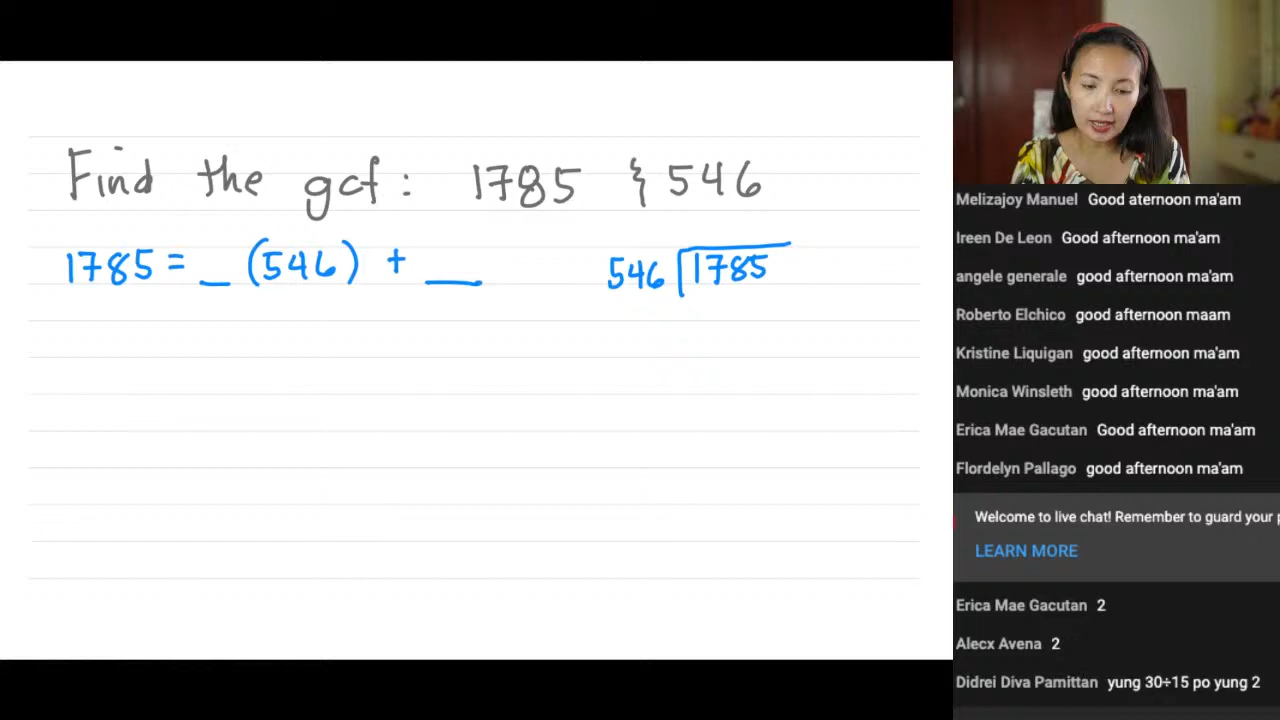 Find the gcf: 1785 & 546
1785 = _ (546) + __
546 1785
Melizajoy Manuel Good aternoon ma'am
Ireen De Leon Good afternoon ma'am
angele generale good afternoon ma'am
Roberto Elchico good afternoon maam
Kristine Liquigan good afternoon ma'am
Monica Winsleth good afternoon ma'am
Erica Mae Gacutan Good afternoon ma'am
Flordelyn Pallago good afternoon ma'am
Welcome to live chat! Remember to guard your p
LEARN MORE
Erica Mae Gacutan 2
Alecx Avena 2
Didrei Diva Pamittan yung 30÷15 po yung 2